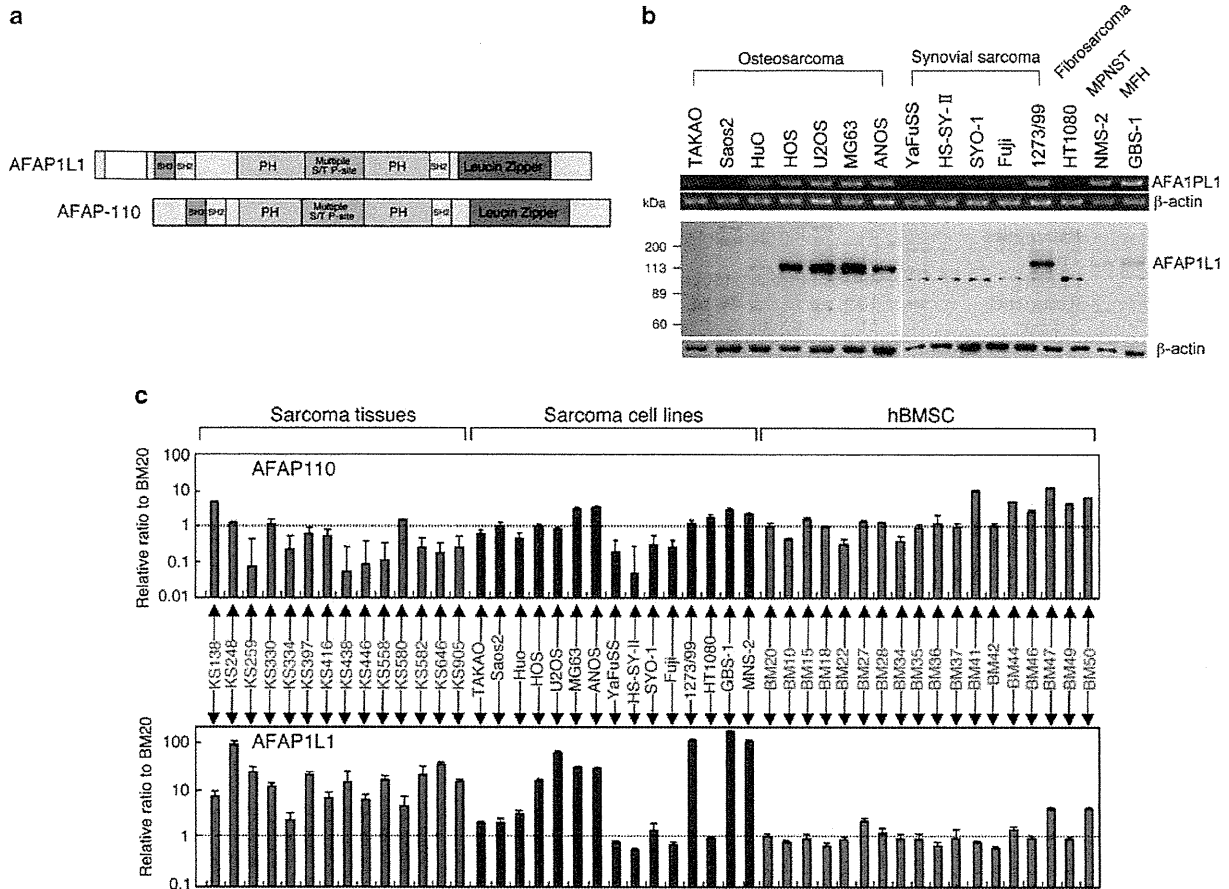 a
AFAP1L1
SH3 SH2 PH Multiple S/T P-site PH SH2 Leucin Zipper
AFAP-110
SH3 SH2 PH Multiple S/T P-site PH SH2 Leucin Zipper
b
Osteosarcoma
Synovial sarcoma
Fibrosarcoma
MPNST
MFH
TAKAO
Saos2
HuO
HOS
U2OS
MG63
ANOS
YaFuSS
HS-SY-II
SYO-1
Fuji
1273/99
HT1080
NMS-2
GBS-1
AFA1PL1
β-actin
kDa
200
113
89
60
AFAP1L1
β-actin
c
Sarcoma tissues
Sarcoma cell lines
hBMSC
Relative ratio to BM20
100
10
1
0.1
0.01
AFAP110
KS138
KS248
KS259
KS330
KS334
KS397
KS416
KS438
KS446
KS558
KS580
KS582
KS646
KS905
TAKAO
Saos2
Huo
HOS
U2OS
MG63
ANOS
YaFuSS
HS-SY-II
SYO-1
Fuji
1273/99
HT1080
GBS-1
MNS-2
BM20
BM10
BM15
BM18
BM22
BM27
BM28
BM34
BM35
BM36
BM37
BM41
BM42
BM44
BM46
BM47
BM49
BM50
Relative ratio to BM20
100
10
1
0.1
AFAP1L1